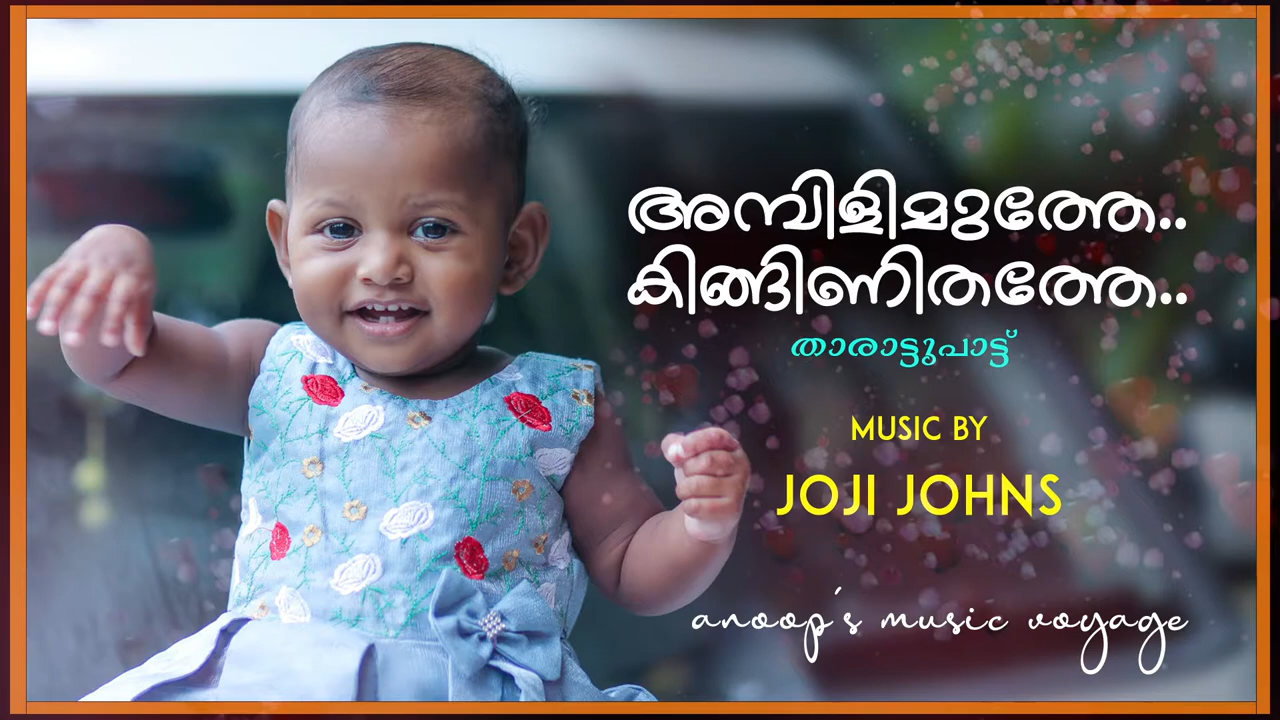 അമ്പിളിമുത്തേ..
കിങ്ങിണിതത്തേ..
താരാട്ടുപാട്ട്
MUSIC BY
JOJI JOHNS
anoop's music voyage